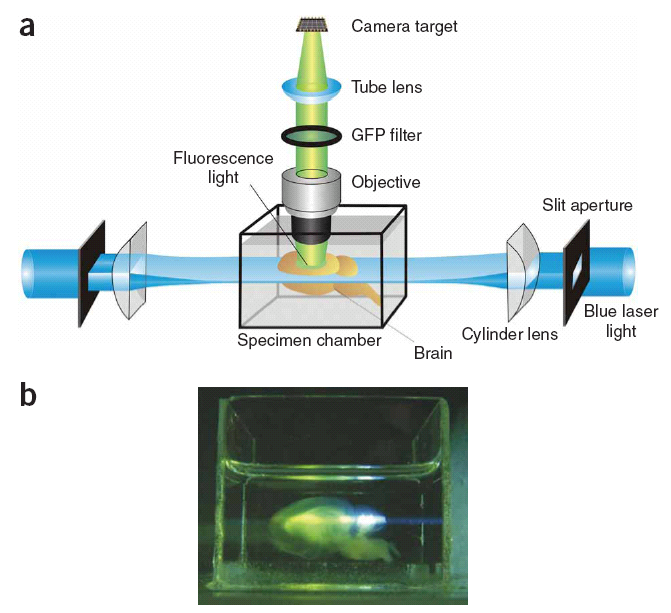 a
Camera target
Tube lens
GFP filter
Fluorescence
light
Objective
Slit aperture
Blue laser
light
Cylinder lens
Specimen chamber
Brain
b